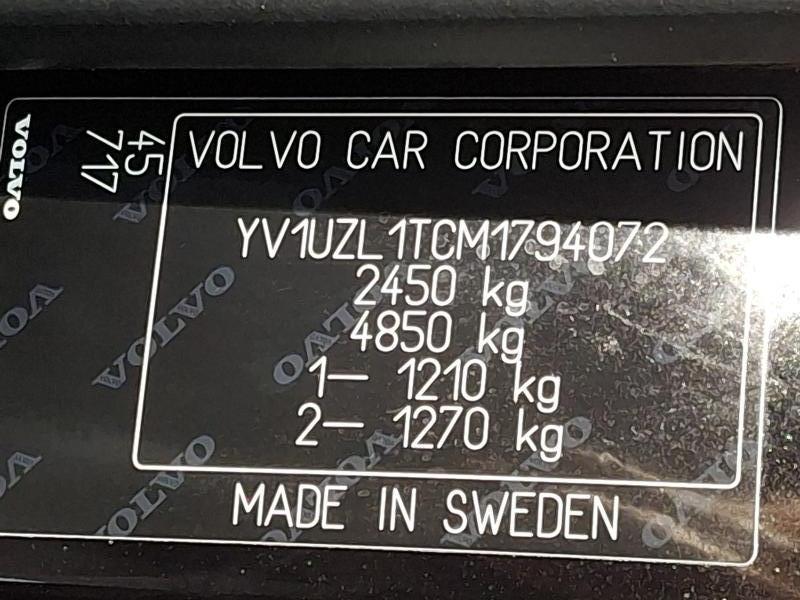 VOLVO
45
717
VOLVO CAR CORPORATION
YV1UZL1TCM1794072
2450 kg
4850 kg
1– 1210 kg
2– 1270 kg
MADE IN SWEDEN